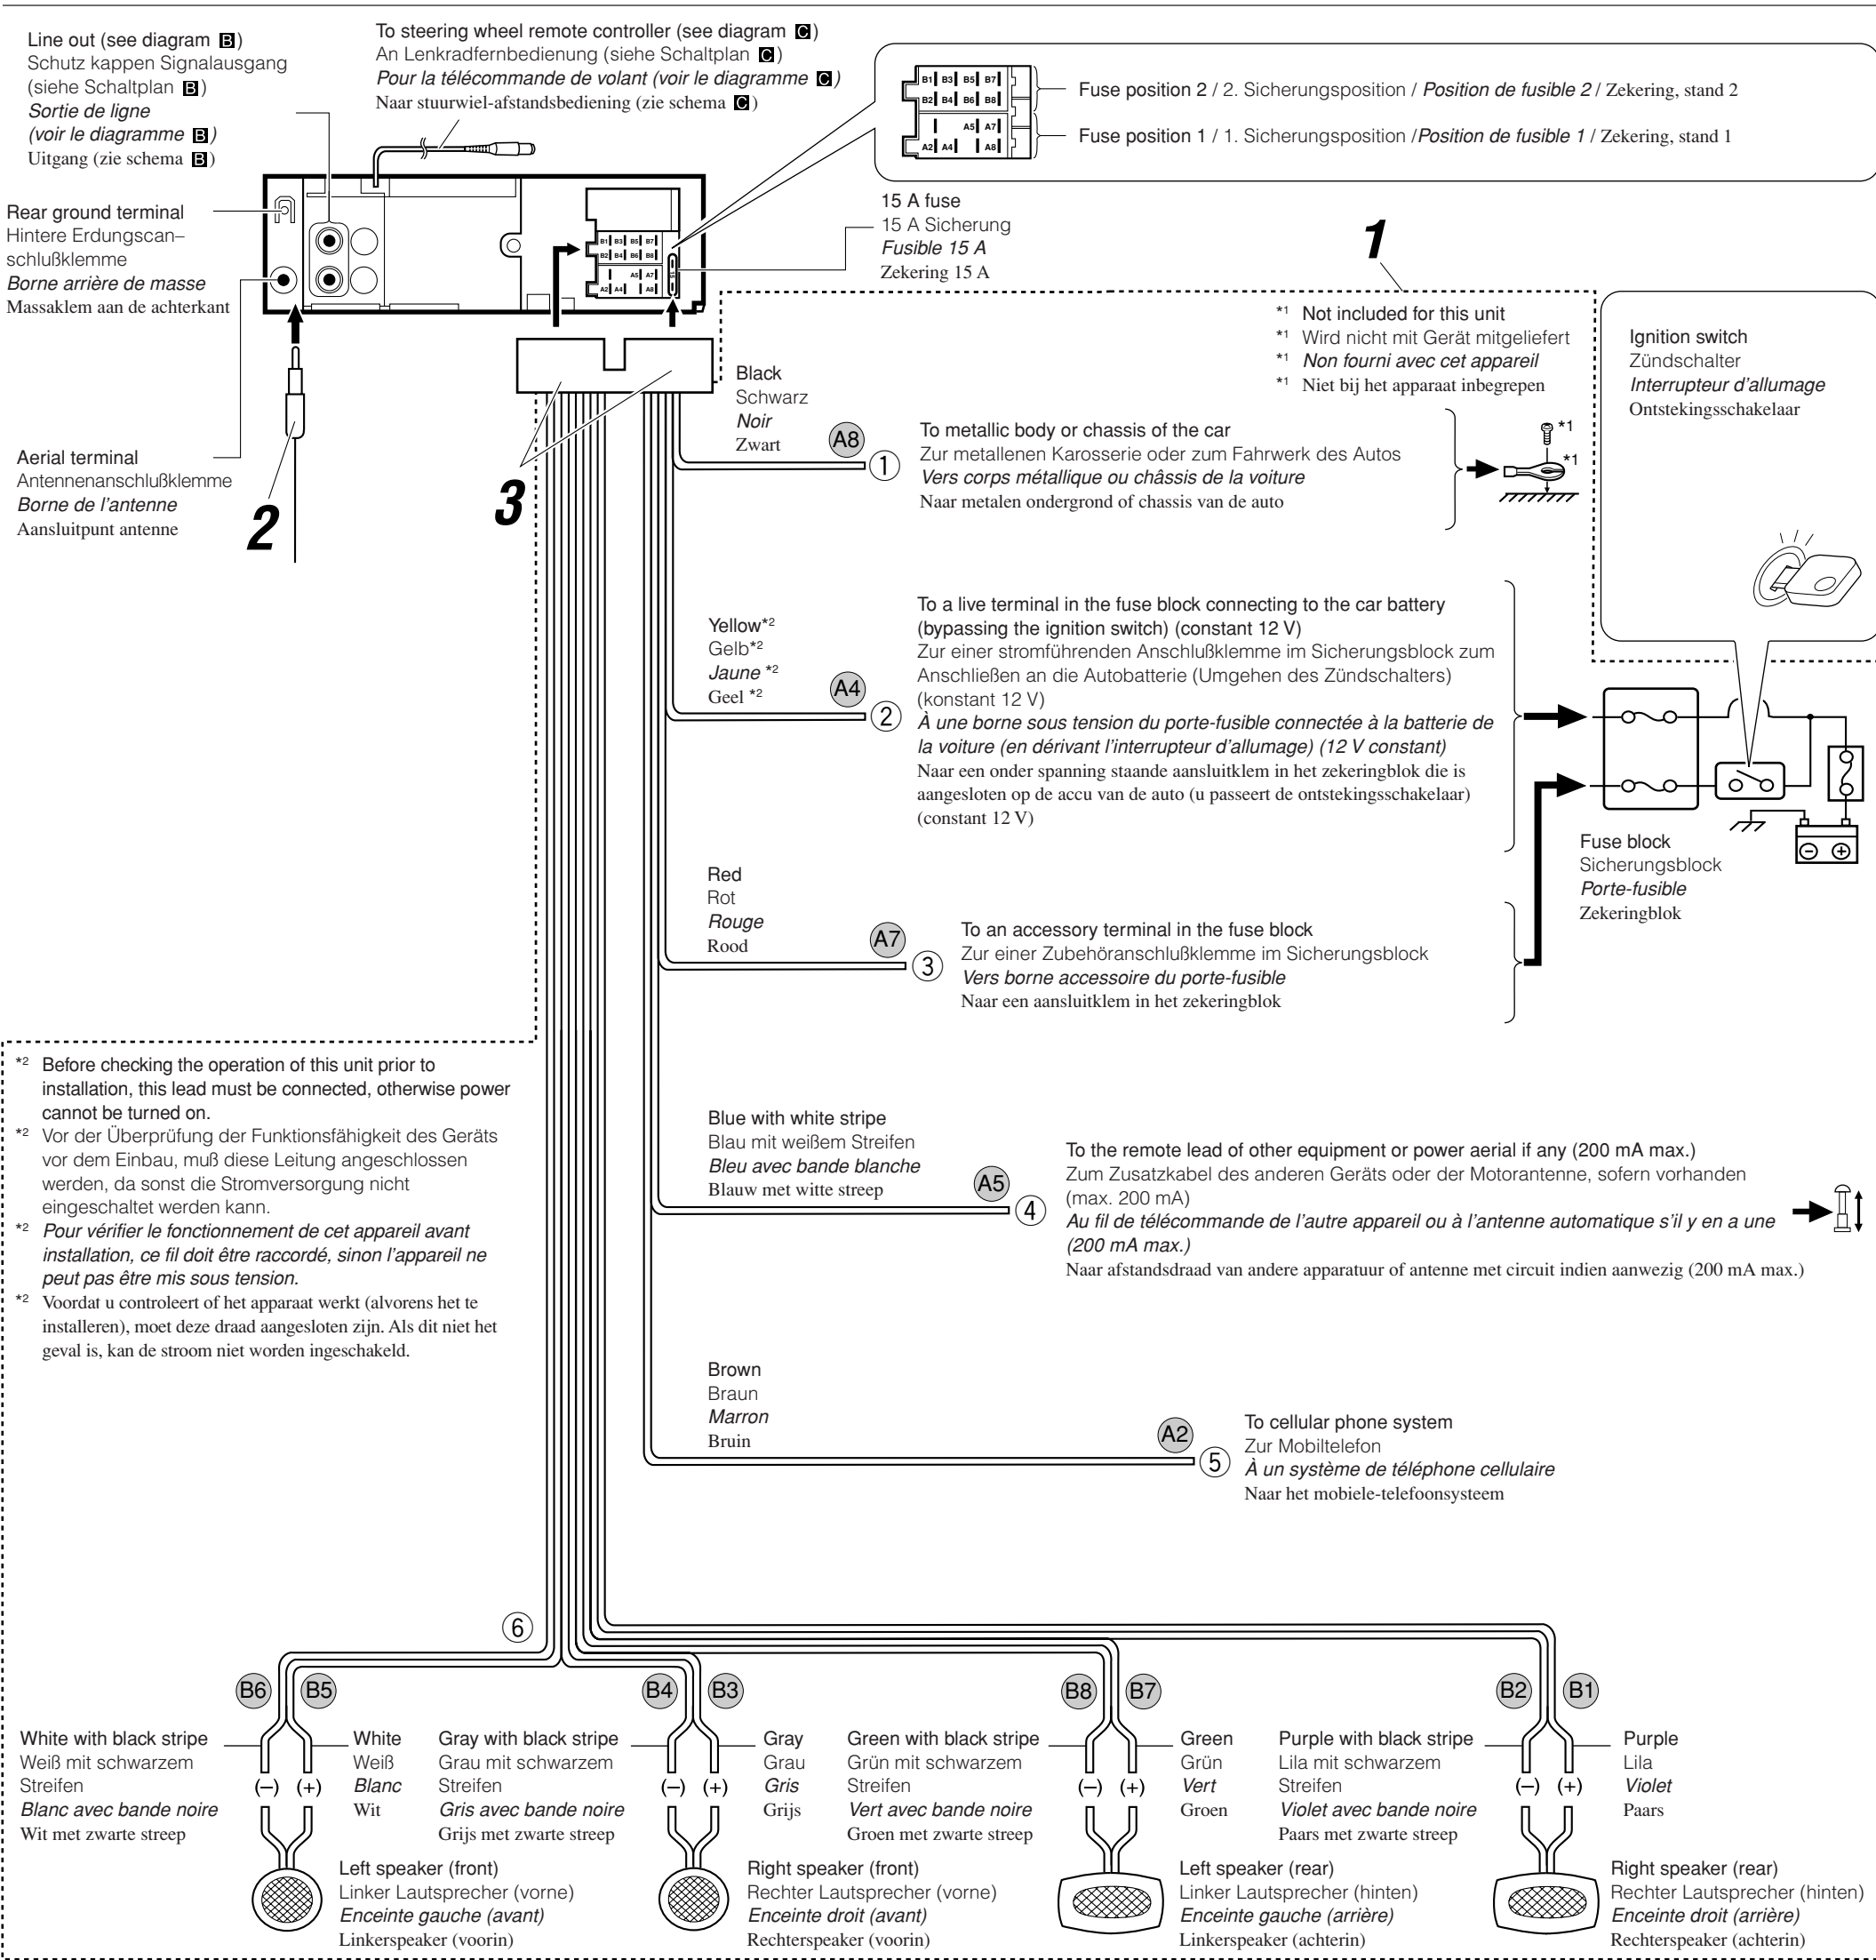 Line out (see diagram B)
Schutz kappen Signalausgang
(siehe Schaltplan B)
Sortie de ligne
(voir le diagramme B)
Uitgang (zie schema B)
To steering wheel remote controller (see diagram C)
An Lenkradfernbedienung (siehe Schaltplan C)
Pour la télécommande de volant (voir le diagramme C)
Naar stuurwiel-afstandsbediening (zie schema C)
B1 B3 B5 B7
B2 B4 B6 B8
A5 A7
A2 A4 A8
Fuse position 2 / 2. Sicherungsposition / Position de fusible 2 / Zekering, stand 2
Fuse position 1 / 1. Sicherungsposition /Position de fusible 1 / Zekering, stand 1
Rear ground terminal
Hintere Erdungscan–
schlußklemme
Borne arrière de masse
Massaklem aan de achterkant
B1 B3 B5 B7
B2 B4 B6 B8
A5 A7
A2 A4 A8
15 A fuse
15 A Sicherung
Fusible 15 A
Zekering 15 A
1
*1 Not included for this unit
*1 Wird nicht mit Gerät mitgeliefert
*1 Non fourni avec cet appareil
*1 Niet bij het apparaat inbegrepen
Ignition switch
Zündschalter
Interrupteur d'allumage
Ontstekingsschakelaar
Aerial terminal
Antennenanschlußklemme
Borne de l'antenne
Aansluitpunt antenne
2
3
Black
Schwarz
Noir
Zwart
A8
1
To metallic body or chassis of the car
Zur metallenen Karosserie oder zum Fahrwerk des Autos
Vers corps métallique ou châssis de la voiture
Naar metalen ondergrond of chassis van de auto
*1
*1
Yellow*2
Gelb*2
Jaune *2
Geel *2
A4
2
To a live terminal in the fuse block connecting to the car battery
(bypassing the ignition switch) (constant 12 V)
Zur einer stromführenden Anschlußklemme im Sicherungsblock zum
Anschließen an die Autobatterie (Umgehen des Zündschalters)
(konstant 12 V)
À une borne sous tension du porte-fusible connectée à la batterie de
la voiture (en dérivant l'interrupteur d'allumage) (12 V constant)
Naar een onder spanning staande aansluitklem in het zekeringblok die is
aangesloten op de accu van de auto (u passeert de ontstekingsschakelaar)
(constant 12 V)
Fuse block
Sicherungsblock
Porte-fusible
Zekeringblok
Red
Rot
Rouge
Rood
A7
3
To an accessory terminal in the fuse block
Zur einer Zubehöranschlußklemme im Sicherungsblock
Vers borne accessoire du porte-fusible
Naar een aansluitklem in het zekeringblok
*2 Before checking the operation of this unit prior to
installation, this lead must be connected, otherwise power
cannot be turned on.
*2 Vor der Überprüfung der Funktionsfähigkeit des Geräts
vor dem Einbau, muß diese Leitung angeschlossen
werden, da sonst die Stromversorgung nicht
eingeschaltet werden kann.
*2 Pour vérifier le fonctionnement de cet appareil avant
installation, ce fil doit être raccordé, sinon l'appareil ne
peut pas être mis sous tension.
*2 Voordat u controleert of het apparaat werkt (alvorens het te
installeren), moet deze draad aangesloten zijn. Als dit niet het
geval is, kan de stroom niet worden ingeschakeld.
Blue with white stripe
Blau mit weißem Streifen
Bleu avec bande blanche
Blauw met witte streep
A5
4
To the remote lead of other equipment or power aerial if any (200 mA max.)
Zum Zusatzkabel des anderen Geräts oder der Motorantenne, sofern vorhanden
(max. 200 mA)
Au fil de télécommande de l'autre appareil ou à l'antenne automatique s'il y en a une
(200 mA max.)
Naar afstandsdraad van andere apparatuur of antenne met circuit indien aanwezig (200 mA max.)
Brown
Braun
Marron
Bruin
A2
5
To cellular phone system
Zur Mobiltelefon
À un système de téléphone cellulaire
Naar het mobiele-telefoonsysteem
6
B6 B5 B4 B3 B8 B7 B2 B1
White with black stripe
Weiß mit schwarzem
Streifen
Blanc avec bande noire
Wit met zwarte streep
(–) (+)
White
Weiß
Blanc
Wit
Left speaker (front)
Linker Lautsprecher (vorne)
Enceinte gauche (avant)
Linkerspeaker (voorin)
Gray with black stripe
Grau mit schwarzem
Streifen
Gris avec bande noire
Grijs met zwarte streep
(–) (+)
Gray
Grau
Gris
Grijs
Right speaker (front)
Rechter Lautsprecher (vorne)
Enceinte droit (avant)
Rechterspeaker (voorin)
Green with black stripe
Grün mit schwarzem
Streifen
Vert avec bande noire
Groen met zwarte streep
(–) (+)
Green
Grün
Vert
Groen
Left speaker (rear)
Linker Lautsprecher (hinten)
Enceinte gauche (arrière)
Linkerspeaker (achterin)
Purple with black stripe
Lila mit schwarzem
Streifen
Violet avec bande noire
Paars met zwarte streep
(–) (+)
Purple
Lila
Violet
Paars
Right speaker (rear)
Rechter Lautsprecher (hinten)
Enceinte droit (arrière)
Rechterspeaker (achterin)